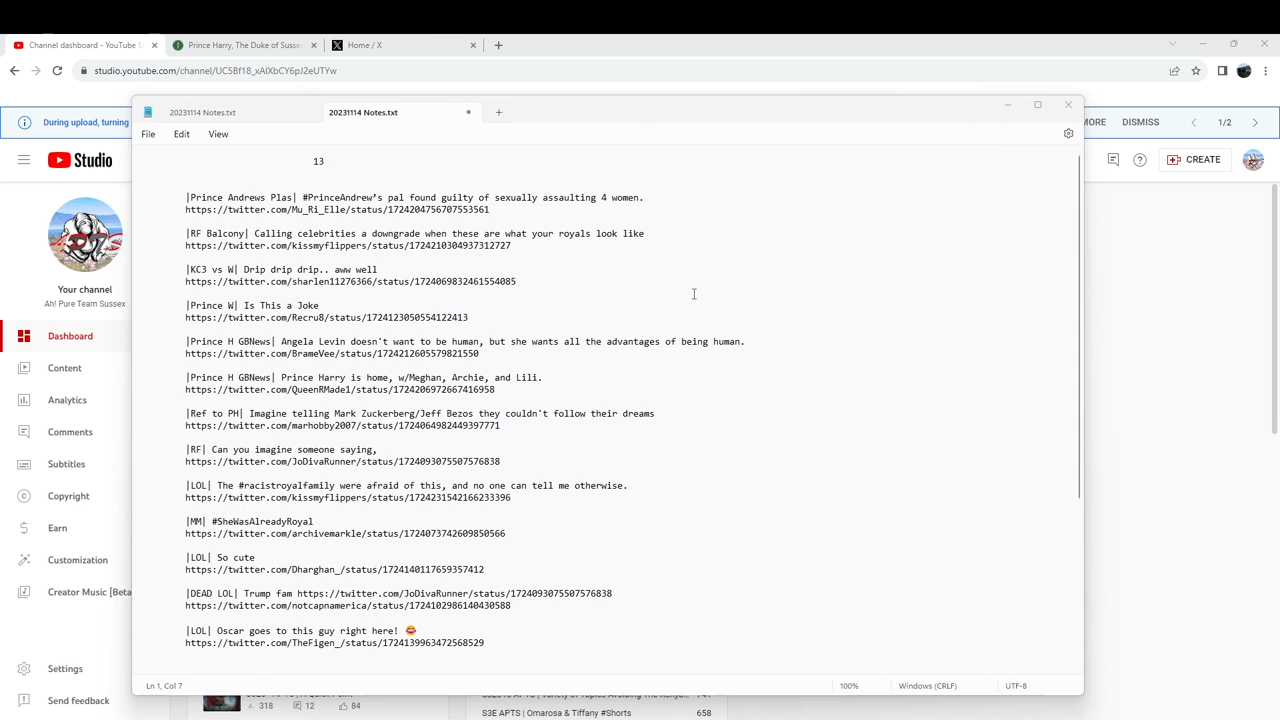 Channel dashboard - YouTube S
Prince Harry, The Duke of Susse
Home / X
studio.youtube.com/channel/UC5Bf18_xAlXbCY6pJ2eUTYw
During upload, turning
MORE
DISMISS
1/2
Studio
CREATE
Your channel
Ah! Pure Team Sussex
Dashboard
Content
Analytics
Comments
Subtitles
Copyright
Earn
Customization
Creator Music [Beta
Settings
Send feedback
20231114 Notes.txt
20231114 Notes.txt
File
Edit
View
13
|Prince Andrews Plas| #PrinceAndrew’s pal found guilty of sexually assaulting 4 women.
https://twitter.com/Mu_Ri_Elle/status/1724204756707553561
|RF Balcony| Calling celebrities a downgrade when these are what your royals look like
https://twitter.com/kissmyflippers/status/1724210304937312727
|KC3 vs W| Drip drip drip.. aww well
https://twitter.com/sharlen11276366/status/1724069832461554085
|Prince W| Is This a Joke
https://twitter.com/Recru8/status/1724123050554122413
|Prince H GBNews| Angela Levin doesn't want to be human, but she wants all the advantages of being human.
https://twitter.com/BrameVee/status/1724212605579821550
|Prince H GBNews| Prince Harry is home, w/Meghan, Archie, and Lili.
https://twitter.com/QueenRMade1/status/1724206972667416958
|Ref to PH| Imagine telling Mark Zuckerberg/Jeff Bezos they couldn't follow their dreams
https://twitter.com/marhobby2007/status/1724064982449397771
|RF| Can you imagine someone saying,
https://twitter.com/JoDivaRunner/status/1724093075507576838
|LOL| The #racistroyalfamily were afraid of this, and no one can tell me otherwise.
https://twitter.com/kissmyflippers/status/1724231542166233396
|MM| #SheWasAlreadyRoyal
https://twitter.com/archivemarkle/status/1724073742609850566
|LOL| So cute
https://twitter.com/Dharghan_/status/1724140117659357412
|DEAD LOL| Trump fam https://twitter.com/JoDivaRunner/status/1724093075507576838
https://twitter.com/notcapnamerica/status/1724102986140430588
|LOL| Oscar goes to this guy right here! 😂
https://twitter.com/TheFigen_/status/1724139963472568529
Ln 1, Col 7
100%
Windows (CRLF)
UTF-8
318
12
84
S3E APTS | Omarosa & Tiffany #Shorts
658